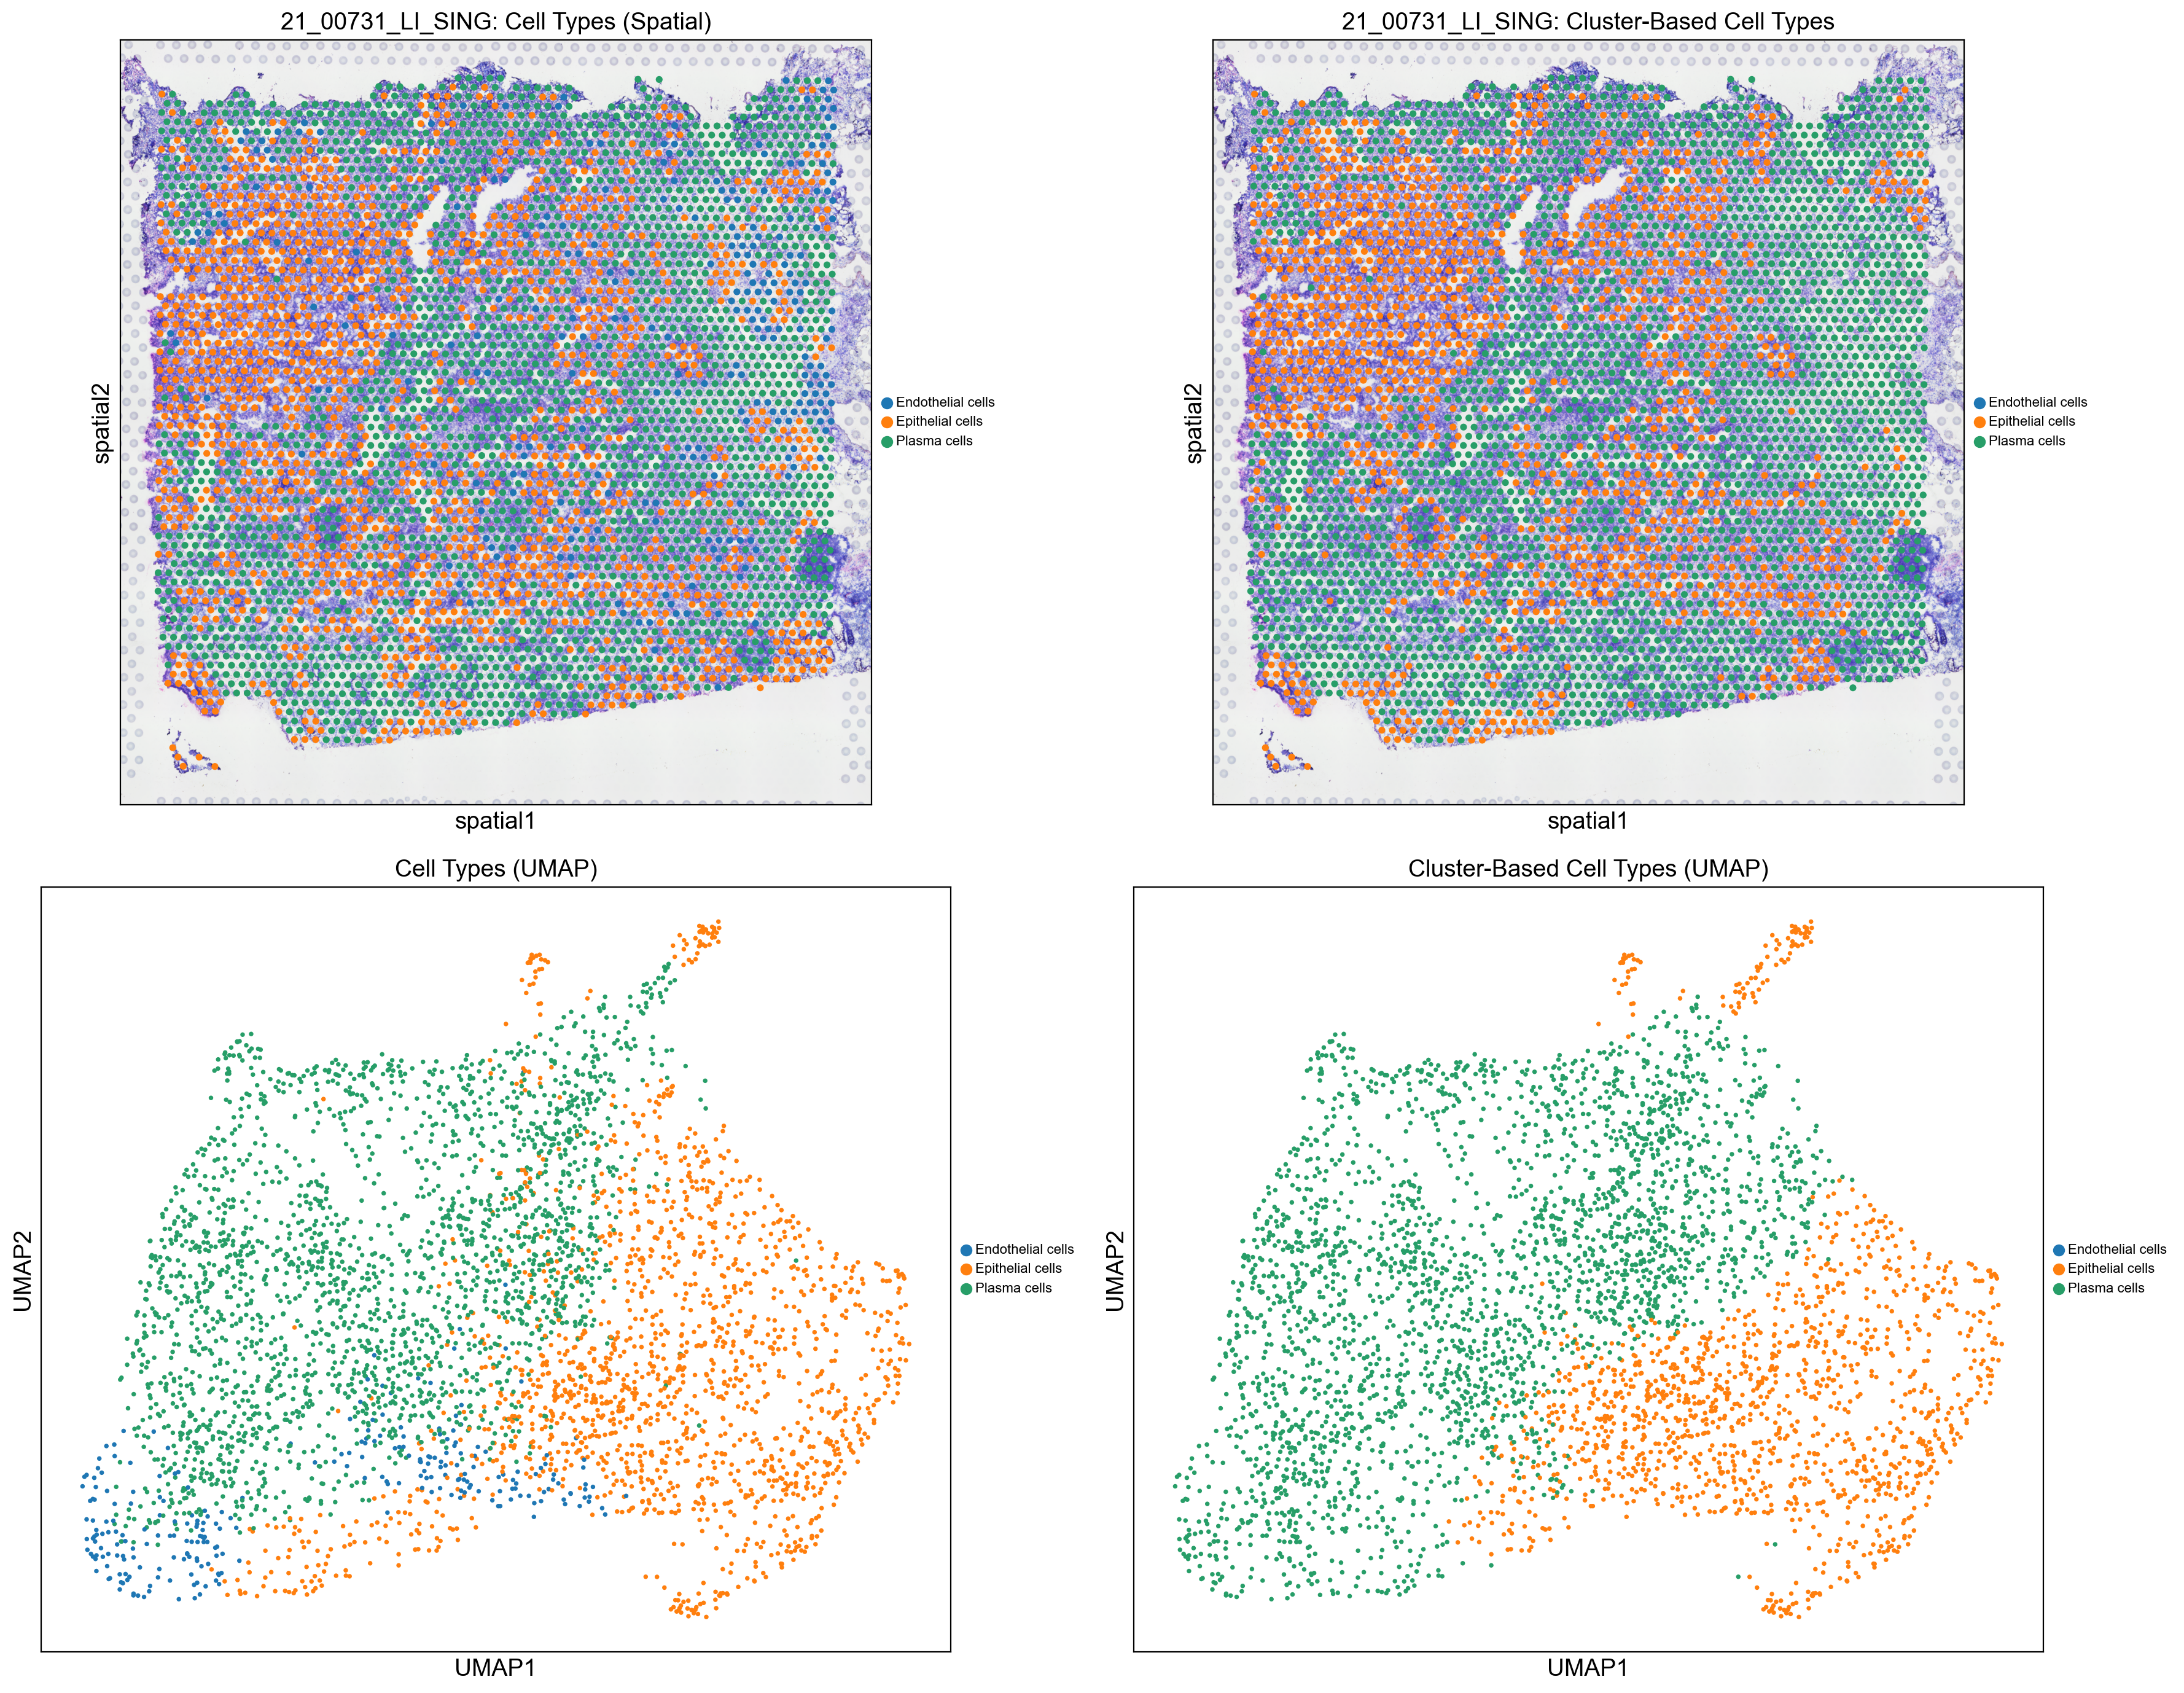 21_00731_LI_SING: Cell Types (Spatial)
spatial2
spatial1
Endothelial cells
Epithelial cells
Plasma cells
21_00731_LI_SING: Cluster-Based Cell Types
spatial2
spatial1
Endothelial cells
Epithelial cells
Plasma cells
Cell Types (UMAP)
UMAP2
UMAP1
Endothelial cells
Epithelial cells
Plasma cells
Cluster-Based Cell Types (UMAP)
UMAP2
UMAP1
Endothelial cells
Epithelial cells
Plasma cells